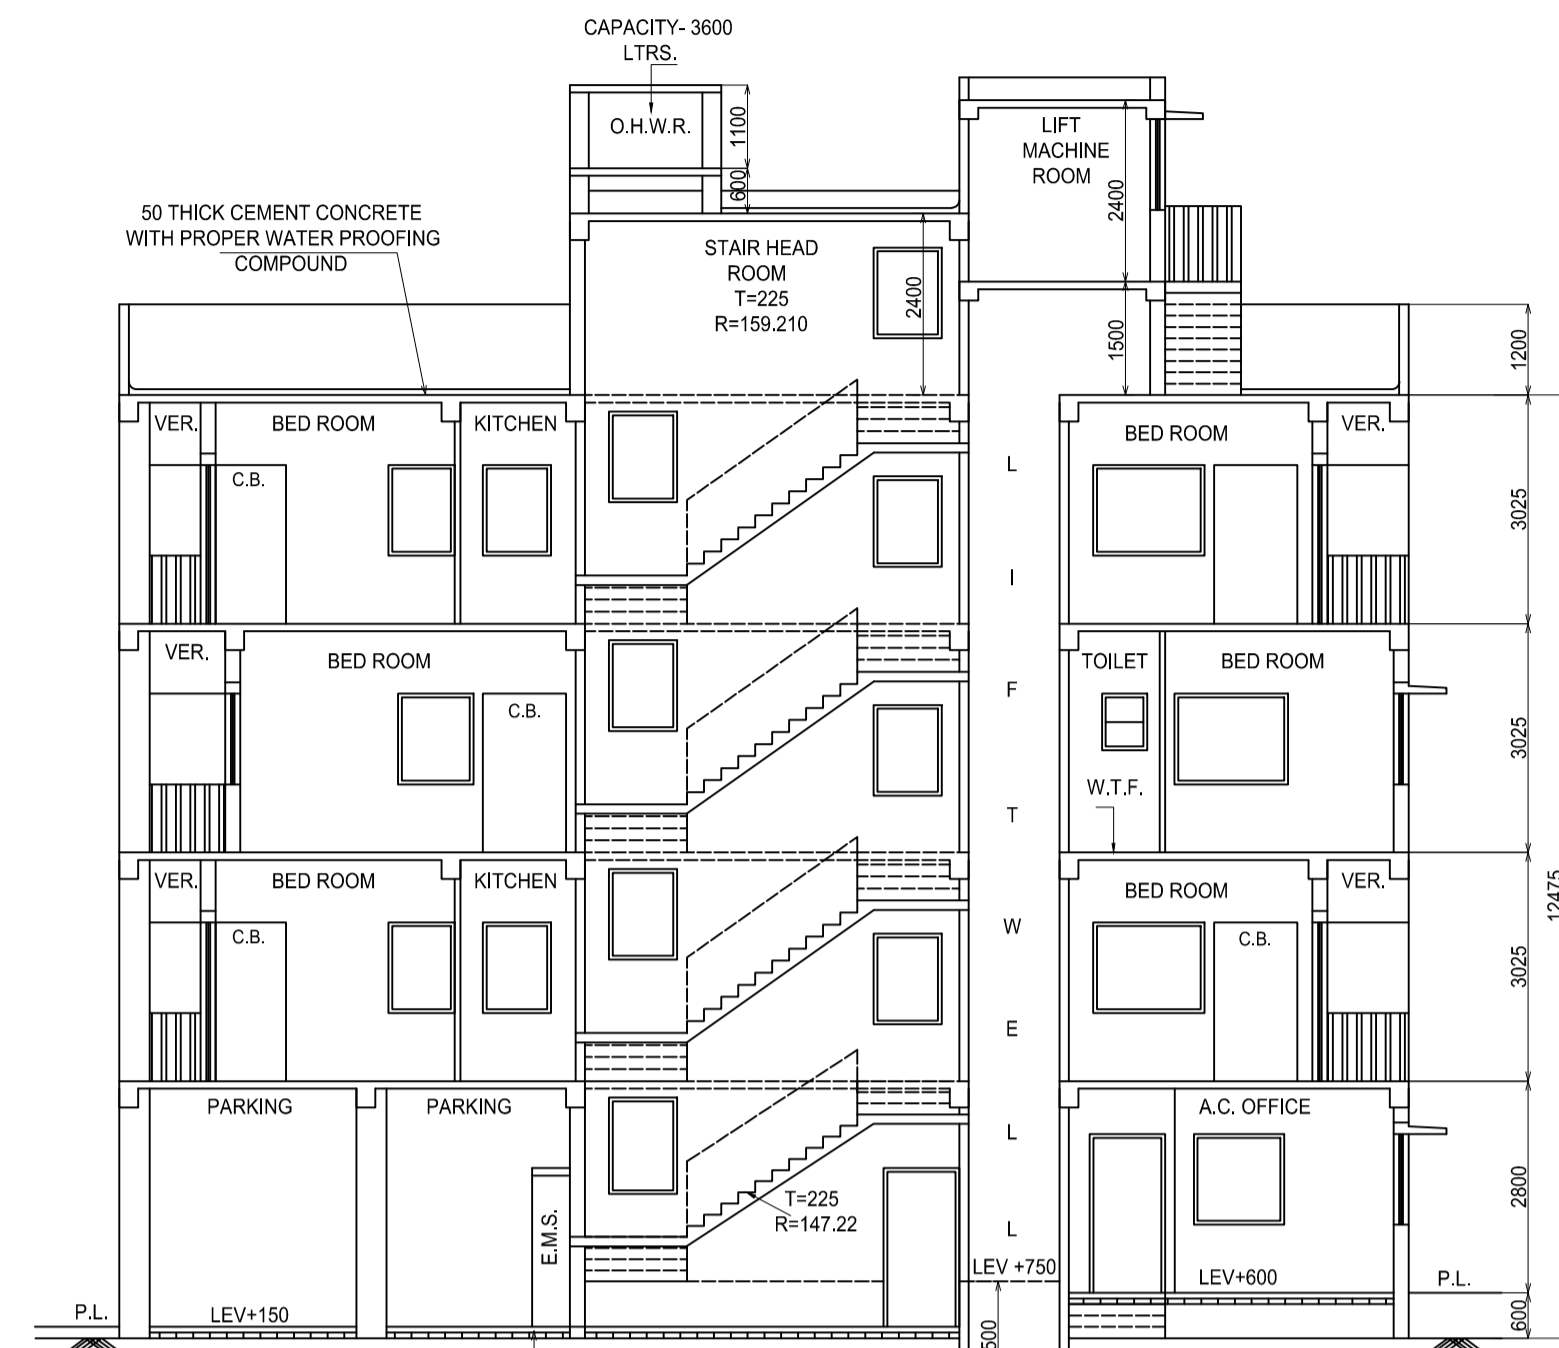 CAPACITY- 3600
LTRS.
O.H.W.R.
1100
600
LIFT
MACHINE
ROOM
2400
50 THICK CEMENT CONCRETE
WITH PROPER WATER PROOFING
COMPOUND
STAIR HEAD
ROOM
T=225
R=159.210
2400
1500
1200
VER.
BED ROOM
KITCHEN
C.B.
BED ROOM
VER.
3025
VER.
BED ROOM
C.B.
TOILET
BED ROOM
W.T.F.
3025
VER.
BED ROOM
KITCHEN
C.B.
BED ROOM
C.B.
VER.
3025
12475
L
I
F
T
W
E
L
L
PARKING
PARKING
E.M.S.
T=225
R=147.22
A.C. OFFICE
2800
LEV +750
LEV+600
P.L.
P.L.
LEV+150
600